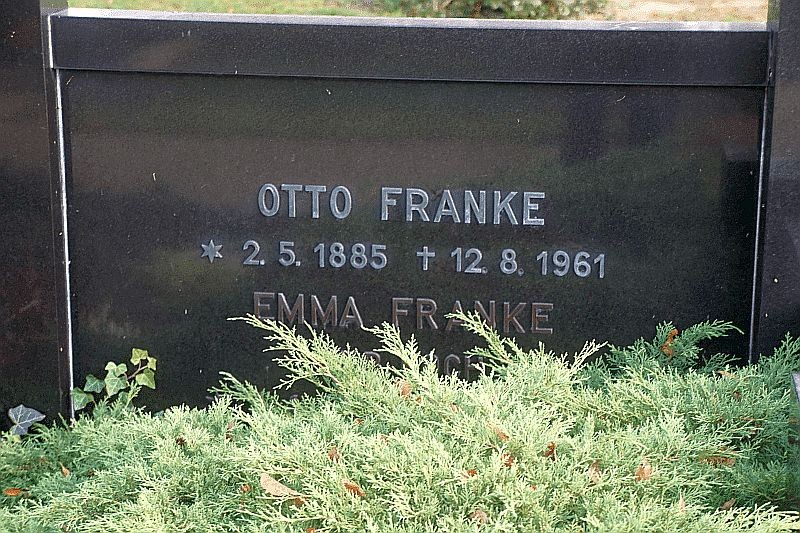 OTTO FRANKE
* 2. 5. 1885 † 12. 8. 1961
EMMA FRANKE